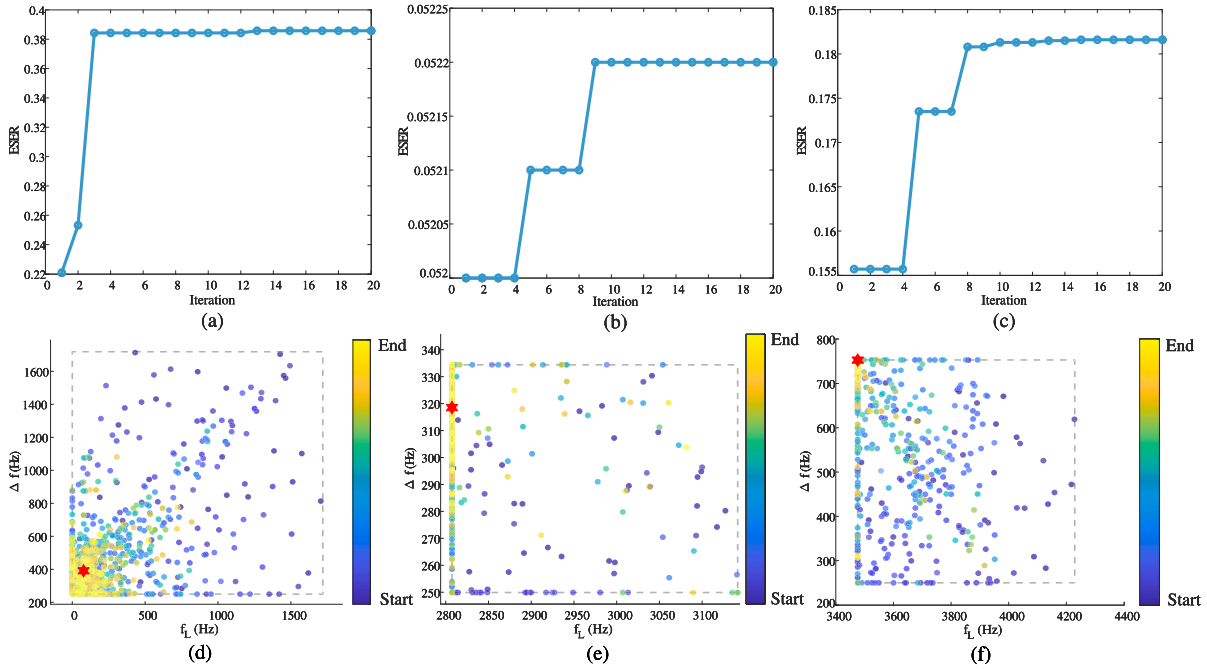 0.4
0.38
0.36
0.34
0.32
0.3
0.28
0.26
0.24
0.22
ESER
0 2 4 6 8 10 12 14 16 18 20
Iteration
(a)
0.05225
0.0522
0.05215
0.0521
0.05205
0.052
ESER
0 2 4 6 8 10 12 14 16 18 20
Iteration
(b)
0.185
0.18
0.175
0.17
0.165
0.16
0.155
ESER
0 2 4 6 8 10 12 14 16 18 20
Iteration
(c)
1600
1400
1200
1000
800
600
400
200
Δ f (Hz)
0 500 1000 1500
f_L (Hz)
End
Start
(d)
340
330
320
310
300
290
280
270
260
250
Δ f (Hz)
2800 2850 2900 2950 3000 3050 3100
f_L (Hz)
End
Start
(e)
800
700
600
500
400
300
200
Δ f (Hz)
3400 3600 3800 4000 4200 4400
f_L (Hz)
End
Start
(f)